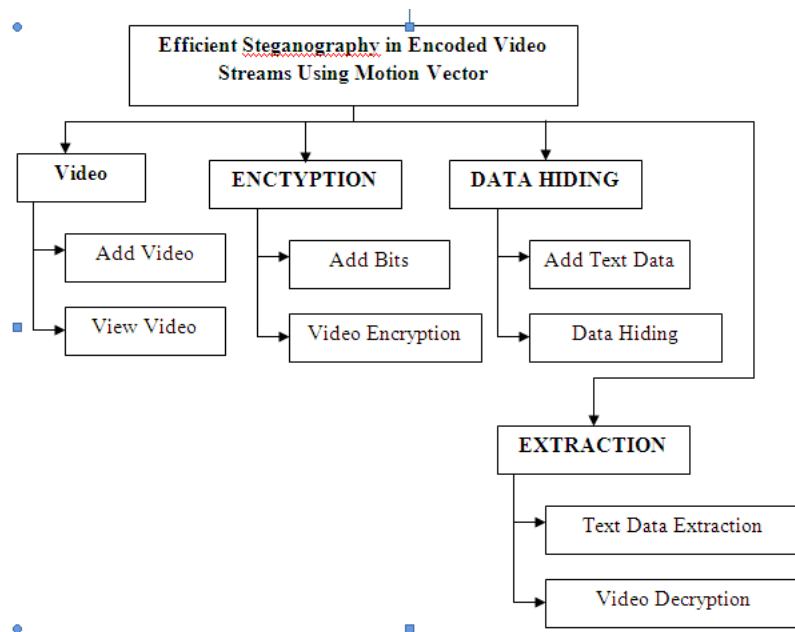 Efficient Steganography in Encoded Video
Streams Using Motion Vector
Video
ENCTYPTION
DATA HIDING
Add Video
Add Bits
Add Text Data
View Video
Video Encryption
Data Hiding
EXTRACTION
Text Data Extraction
Video Decryption